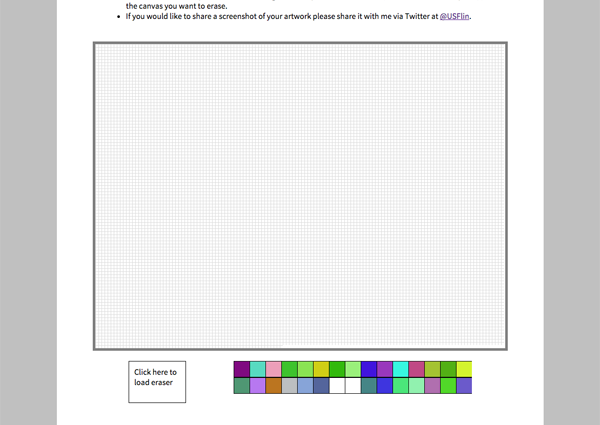 the canvas you want to erase.
If you would like to share a screenshot of your artwork please share it with me via Twitter at @USFlin.
Click here to
load eraser